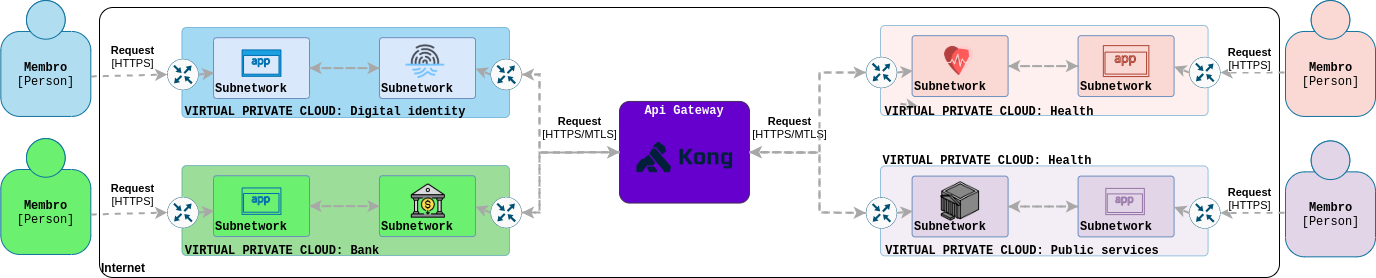 Membro
[Person]
Request
[HTTPS]
app
Subnetwork
Subnetwork
VIRTUAL PRIVATE CLOUD: Digital identity
Membro
[Person]
Request
[HTTPS]
app
Subnetwork
Subnetwork
VIRTUAL PRIVATE CLOUD: Bank
Internet
Request
[HTTPS/MTLS]
Api Gateway
Kong
Request
[HTTPS/MTLS]
Subnetwork
app
Subnetwork
VIRTUAL PRIVATE CLOUD: Health
Request
[HTTPS]
Membro
[Person]
VIRTUAL PRIVATE CLOUD: Health
Subnetwork
app
Subnetwork
VIRTUAL PRIVATE CLOUD: Public services
Request
[HTTPS]
Membro
[Person]